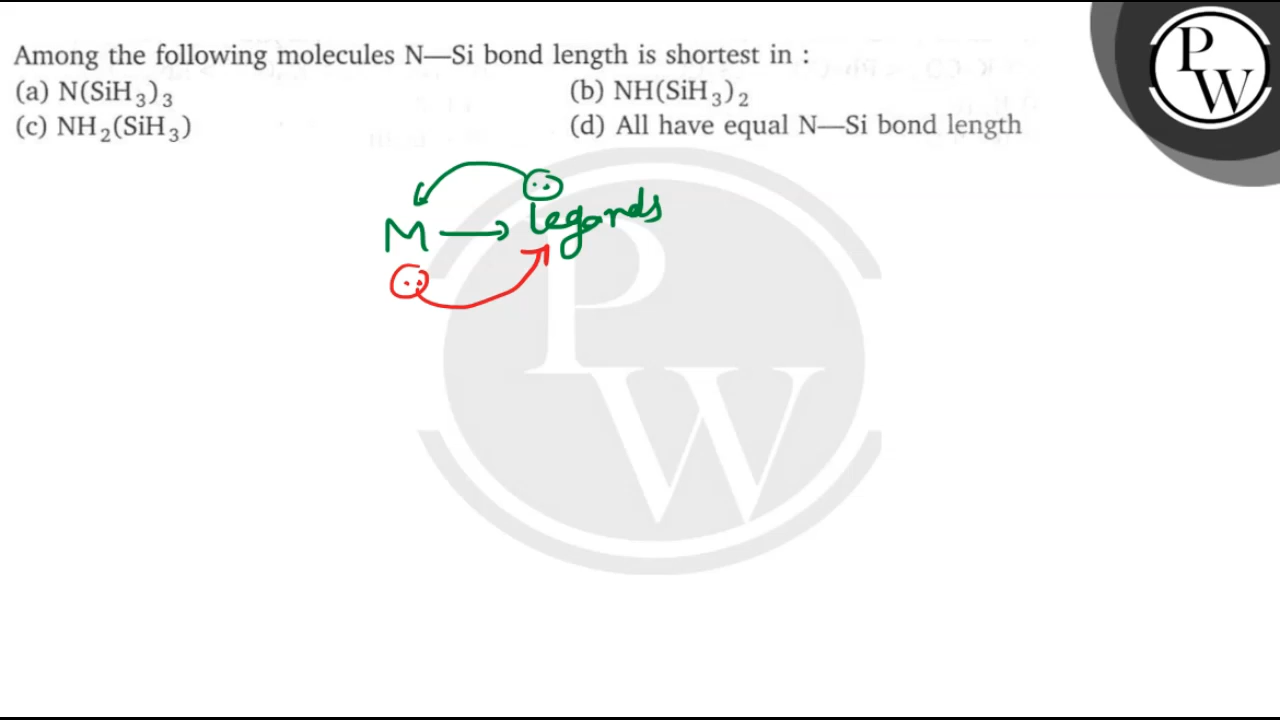 Among the following molecules N—Si bond length is shortest in :
(a) N(SiH₃)₃ (b) NH(SiH₃)₂
(c) NH₂(SiH₃) (d) All have equal N—Si bond length
M → legands
P
W
P
W